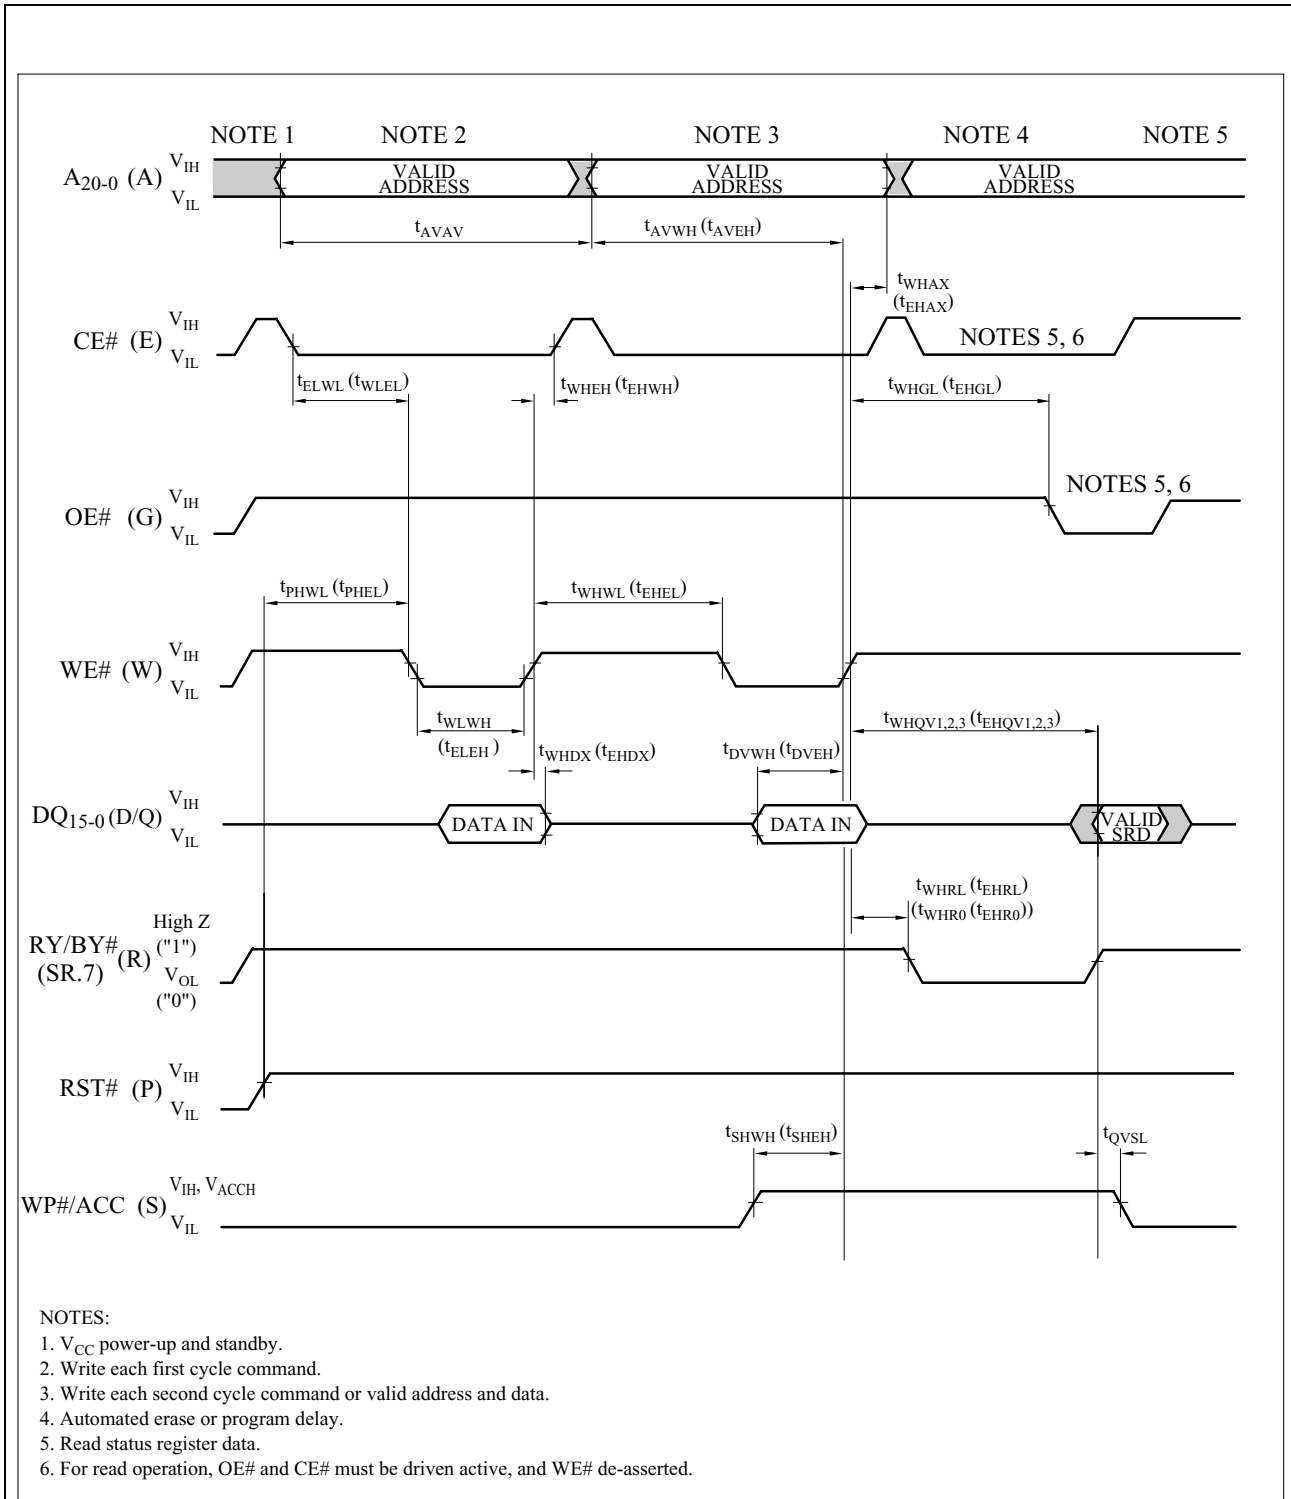 NOTE 1 NOTE 2 NOTE 3 NOTE 4 NOTE 5
A20-0 (A) VIH VIL
VALID ADDRESS VALID ADDRESS VALID ADDRESS
tAVAV tAVWH (tAVEH)
tWHAX
(tEHAX)
CE# (E) VIH VIL
NOTES 5, 6
tELWL (tWLEL) tWHEH (tEHWH) tWHGL (tEHGL)
OE# (G) VIH VIL
NOTES 5, 6
tPHWL (tPHEL) tWHWL (tEHEL)
WE# (W) VIH VIL
tWLWH
(tELEH )
tWHDX (tEHDX) tDVWH (tDVEH) tWHQV1,2,3 (tEHQV1,2,3)
DQ15-0 (D/Q) VIH VIL
DATA IN DATA IN VALID SRD
tWHRL (tEHRL)
(tWHR0 (tEHR0))
RY/BY# (SR.7) (R) High Z ("1") VOL ("0")
RST# (P) VIH VIL
tSHWH (tSHEH) tQVSL
WP#/ACC (S) VIH, VACCH VIL
NOTES:
1. VCC power-up and standby.
2. Write each first cycle command.
3. Write each second cycle command or valid address and data.
4. Automated erase or program delay.
5. Read status register data.
6. For read operation, OE# and CE# must be driven active, and WE# de-asserted.